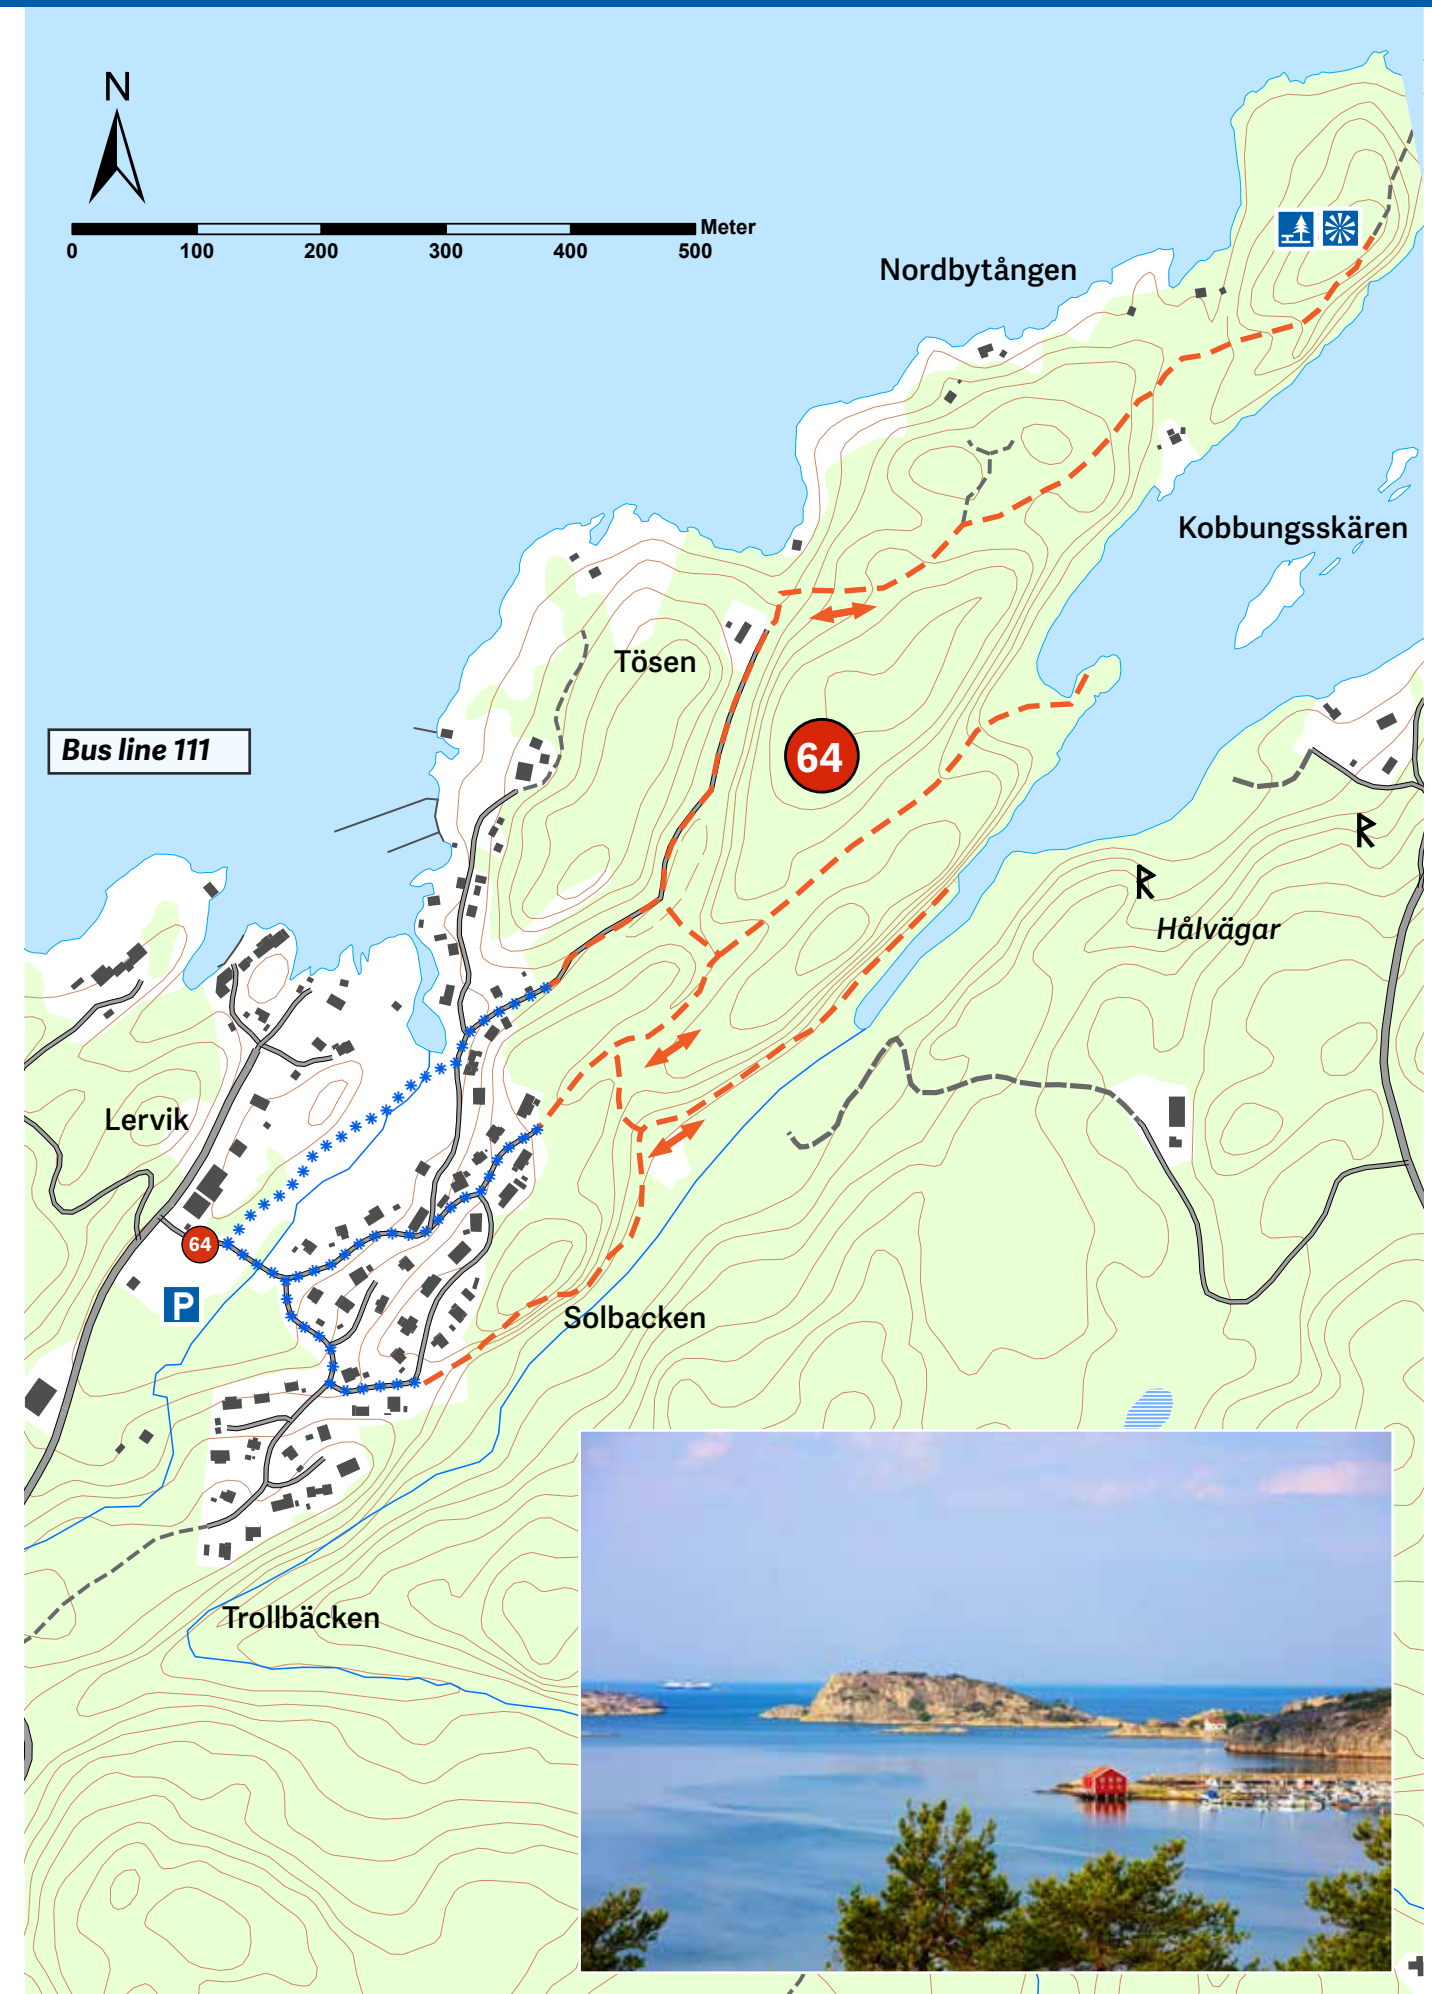 N
Meter
0 100 200 300 400 500
Nordbytången
Kobbungsskären
Tösen
Bus line 111
64
Hålvägar
Lervik
64
P
Solbacken
Trollbäcken